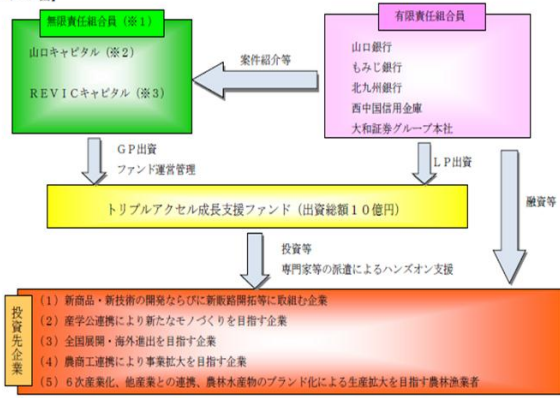 無限責任組合員（※１）
山口キャピタル（※２）
ＲＥＶＩＣキャピタル（※３）
有限責任組合員
山口銀行
もみじ銀行
北九州銀行
西中国信用金庫
大和証券グループ本社
案件紹介等
ＧＰ出資
ファンド運営管理
ＬＰ出資
融資等
トリプルアクセル成長支援ファンド（出資総額１０億円）
投資等
専門家等の派遣によるハンズオン支援
投資先企業
（１）新商品・新技術の開発ならびに新販路開拓等に取組む企業
（２）産学公連携により新たなモノづくりを目指す企業
（３）全国展開・海外進出を目指す企業
（４）農商工連携により事業拡大を目指す企業
（５）６次産業化、他産業との連携、農林水産物のブランド化による生産拡大を目指す農林漁業者